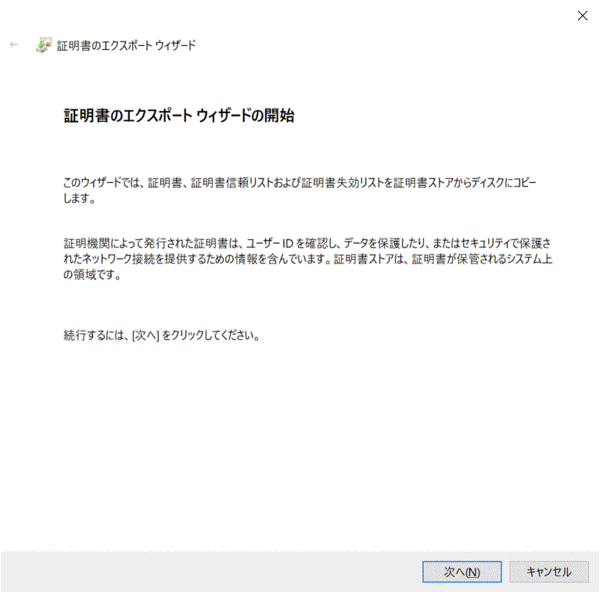 証明書のエクスポート ウィザード
証明書のエクスポート ウィザードの開始
このウィザードでは、証明書、証明書信頼リストおよび証明書失効リストを証明書ストアからディスクにコピー
します。
証明機関によって発行された証明書は、ユーザー ID を確認し、データを保護したり、またはセキュリティで保護さ
れたネットワーク接続を提供するための情報を含んでいます。証明書ストアは、証明書が保管されるシステム上
の領域です。
続行するには、[次へ] をクリックしてください。
次へ(N)
キャンセル